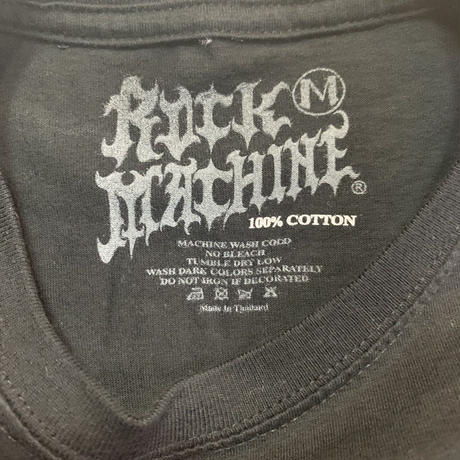 ROCK M
MACHINE ®
100% COTTON
MACHINE WASH COLD
NO BLEACH
TUMBLE DRY LOW
WASH DARK COLORS SEPARATELY
DO NOT IRON IF DECORATED
Made In Thailand